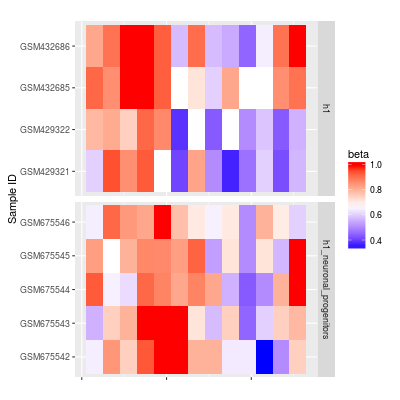 GSM432686
GSM432685
GSM429322
GSM429321
h1
GSM675546
GSM675545
GSM675544
GSM675543
GSM675542
h1_neuronal_progenitors
Sample ID
beta
1.0
0.8
0.6
0.4